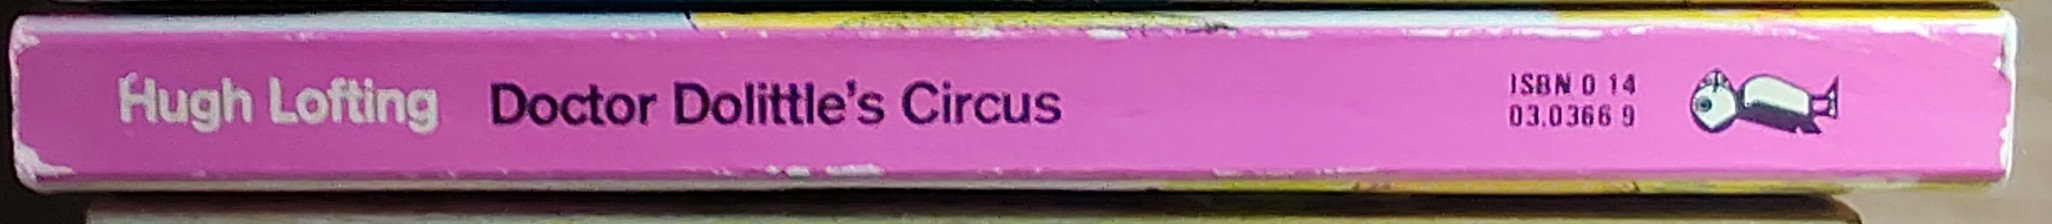 Hugh Lofting Doctor Dolittle's Circus
ISBN 0 14
03.0366 9